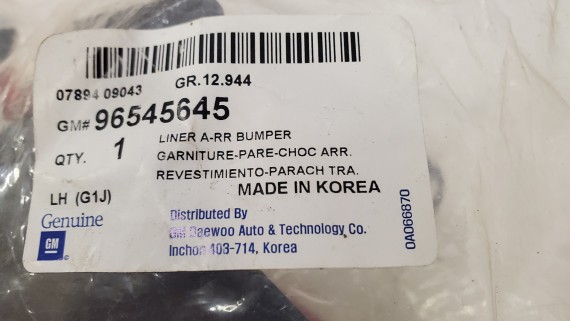 07894 09043 GR.12.944
GM# 96545645
LINER A-RR BUMPER
QTY. 1 GARNITURE-PARE-CHOC ARR.
REVESTIMIENTO-PARACH TRA.
LH (G1J) MADE IN KOREA
Genuine
GM
Distributed By
GM Daewoo Auto & Technology Co.
Inchon 403-714, Korea
0A066870